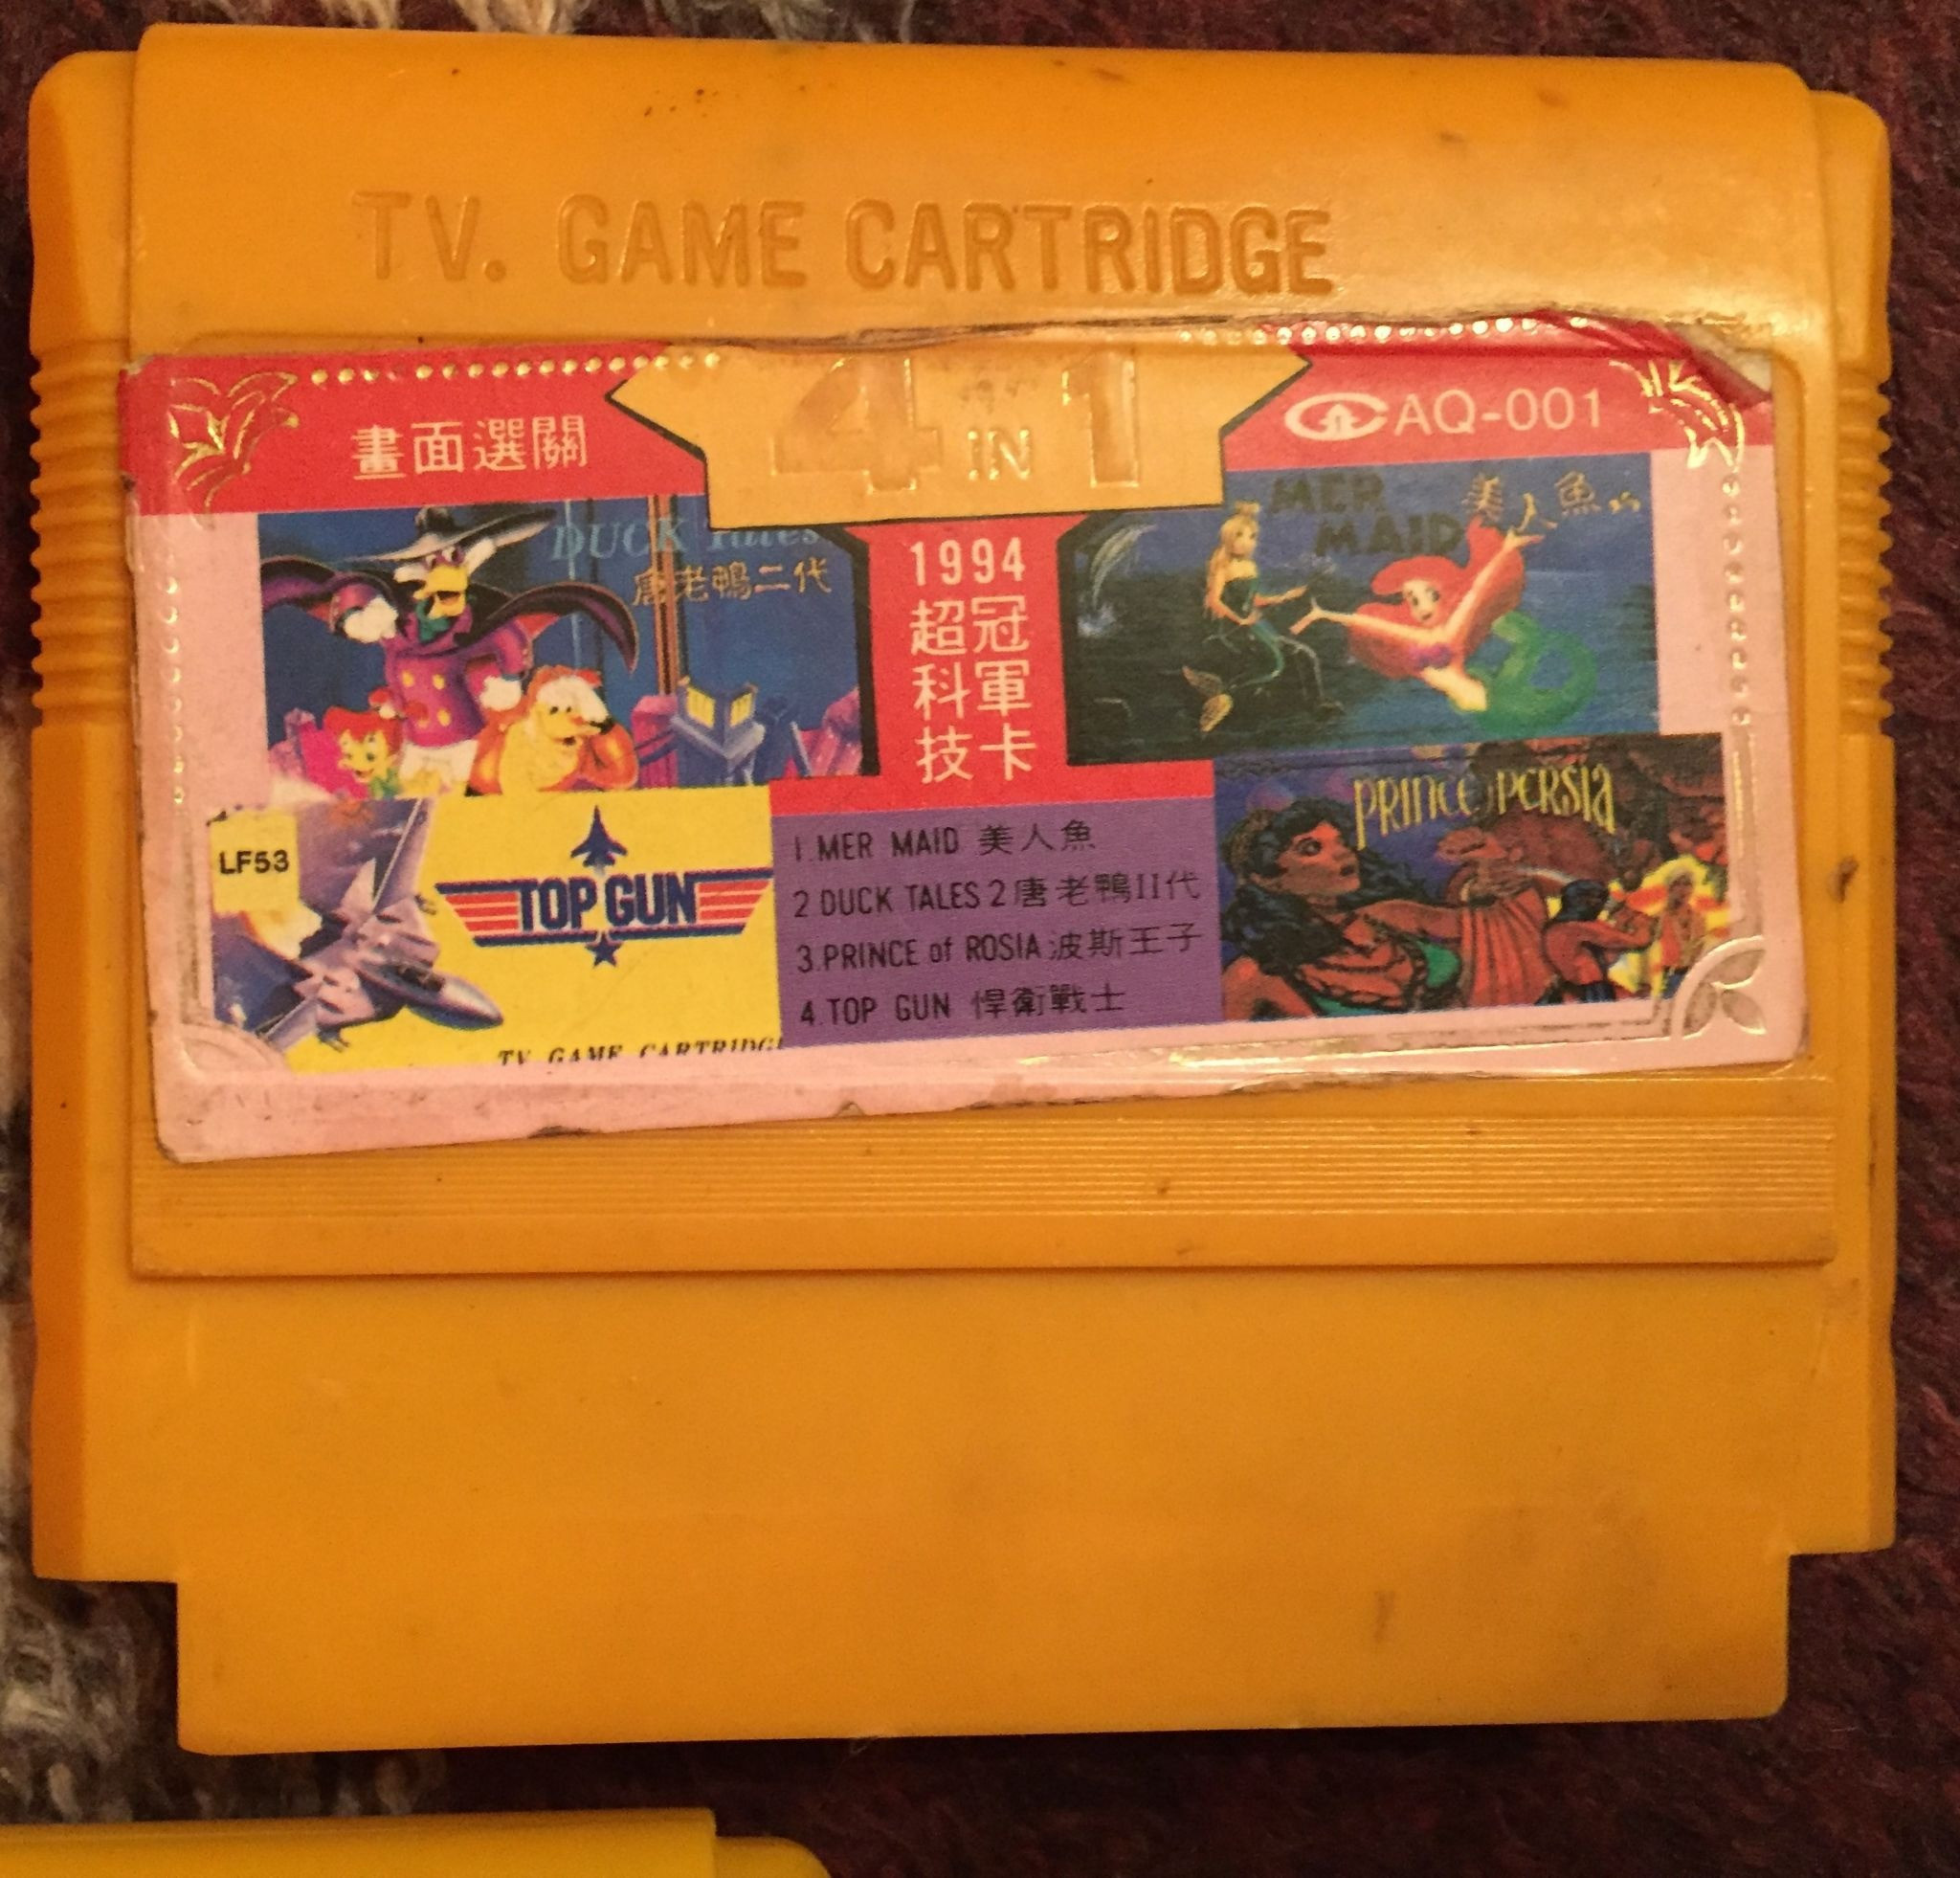 TV. GAME CARTRIDGE
4 IN 1
畫面選關
AQ-001
DUCK Tales
唐老鴨二代
1994
超科技
冠軍卡
MER
MAID
美人魚
PRINCE PERSIA
LF53
TOP GUN
1.MER MAID 美人魚
2 DUCK TALES 2 唐老鴨II代
3.PRINCE of ROSIA 波斯王子
4.TOP GUN 悍衛戰士
TV GAME CARTRIDGE